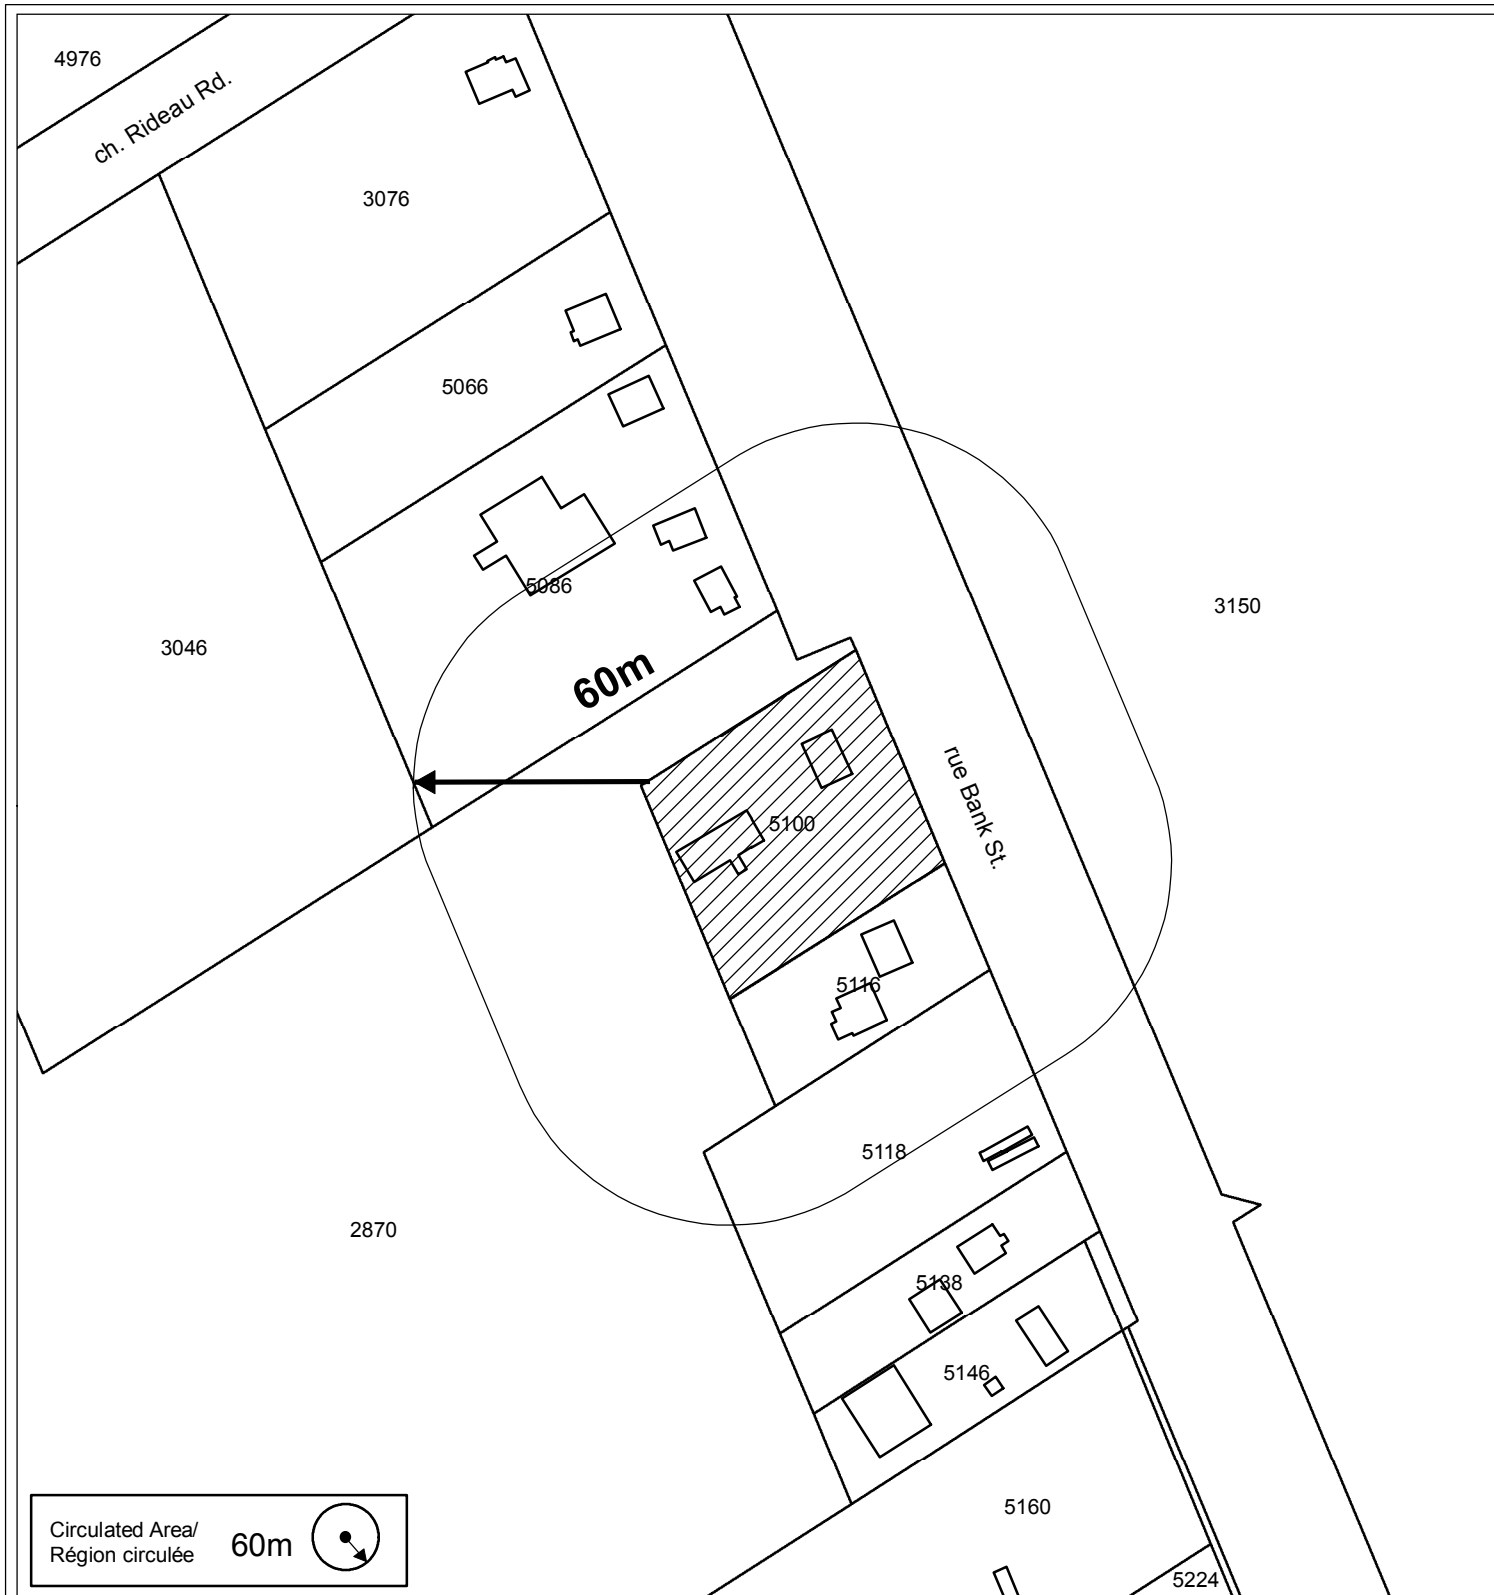 4976
ch. Rideau Rd.
3076
5066
5086
3150
3046
60m
rue Bank St.
5100
5116
5118
2870
5138
5146
5160
Circulated Area/
Région circulée
60m
5224